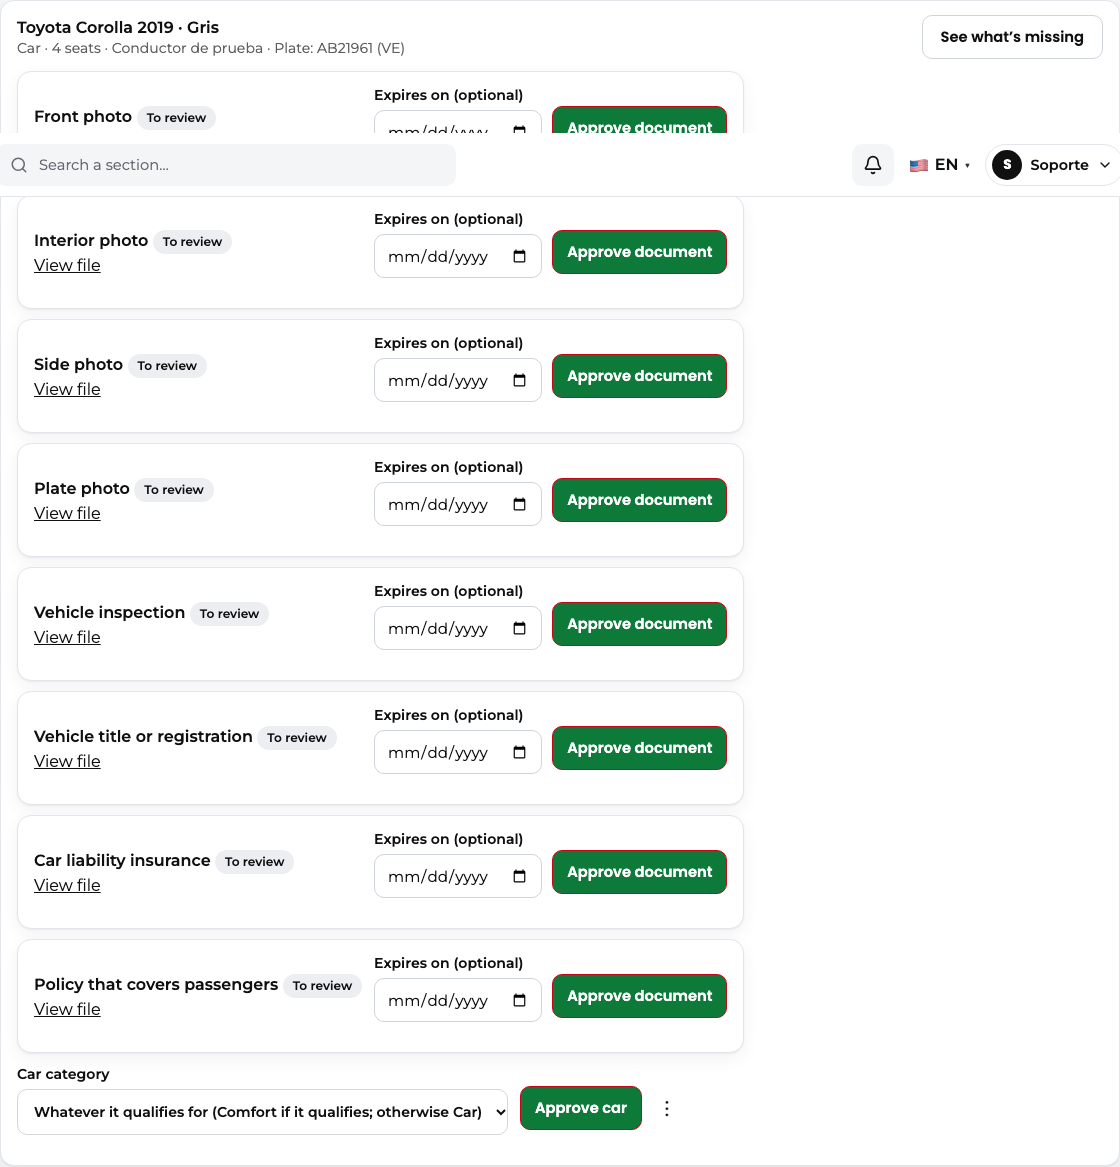 Toyota Corolla 2019 · Gris
Car · 4 seats · Conductor de prueba · Plate: AB21961 (VE)
See what’s missing
Front photo To review
Expires on (optional)
mm/dd/yyyy
Approve document
Search a section...
EN
S Soporte
Interior photo To review
View file
Expires on (optional)
mm/dd/yyyy
Approve document
Side photo To review
View file
Expires on (optional)
mm/dd/yyyy
Approve document
Plate photo To review
View file
Expires on (optional)
mm/dd/yyyy
Approve document
Vehicle inspection To review
View file
Expires on (optional)
mm/dd/yyyy
Approve document
Vehicle title or registration To review
View file
Expires on (optional)
mm/dd/yyyy
Approve document
Car liability insurance To review
View file
Expires on (optional)
mm/dd/yyyy
Approve document
Policy that covers passengers To review
View file
Expires on (optional)
mm/dd/yyyy
Approve document
Car category
Whatever it qualifies for (Comfort if it qualifies; otherwise Car)
Approve car